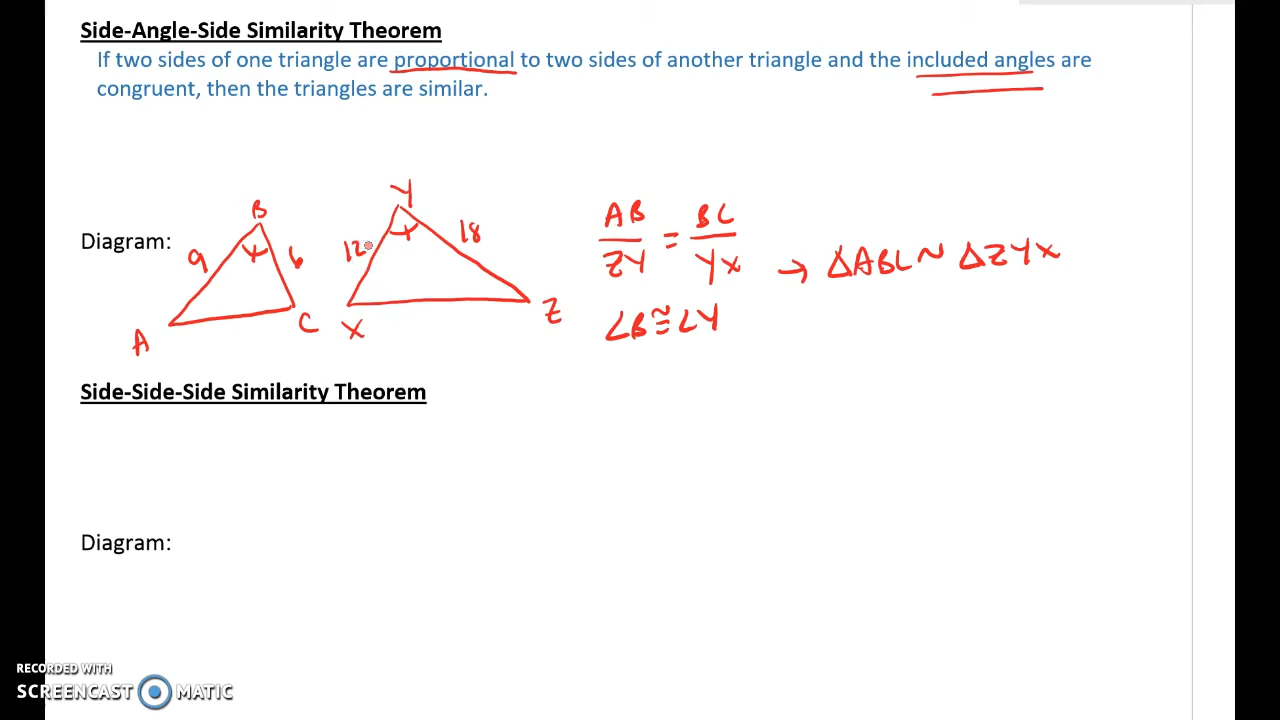 Side-Angle-Side Similarity Theorem
If two sides of one triangle are proportional to two sides of another triangle and the included angles are
congruent, then the triangles are similar.
Diagram:
B
9
6
A
C
Y
12
18
X
Z
AB/ZY = BC/YX
∠B≅∠Y
→ ΔABC ~ ΔZYX
Side-Side-Side Similarity Theorem
Diagram:
RECORDED WITH
SCREENCAST MATIC